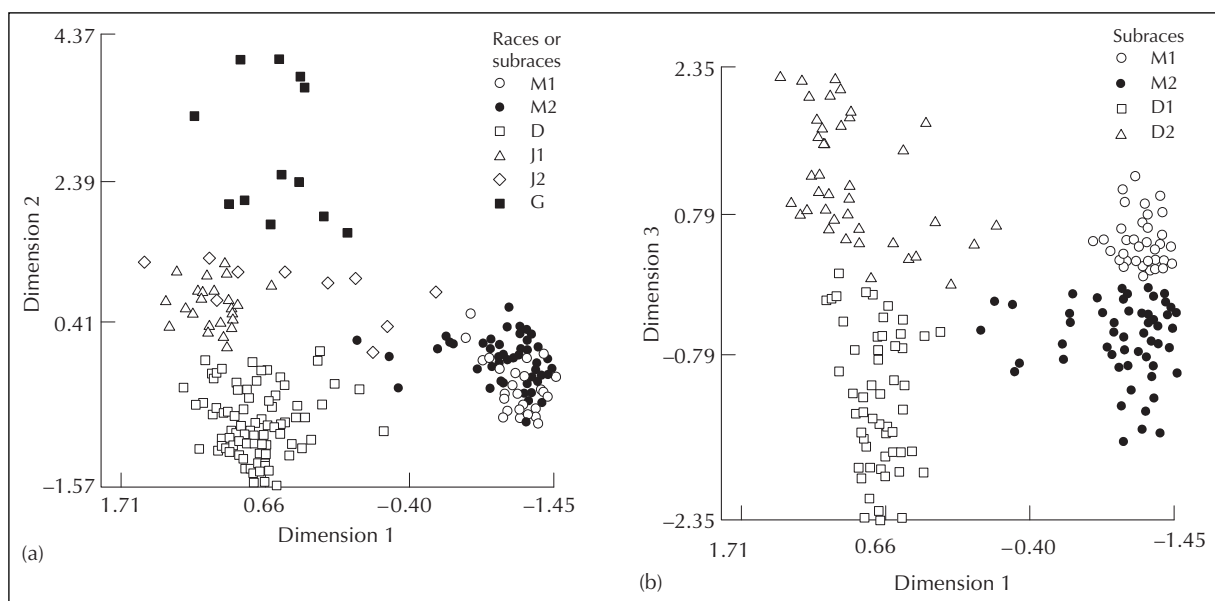 4.37
2.39
0.41
−1.57
Dimension 2
1.71
0.66
−0.40
−1.45
Dimension 1
Races or
subraces
M1
M2
D
J1
J2
G
(a)
2.35
0.79
−0.79
−2.35
Dimension 3
1.71
0.66
−0.40
−1.45
Dimension 1
Subraces
M1
M2
D1
D2
(b)